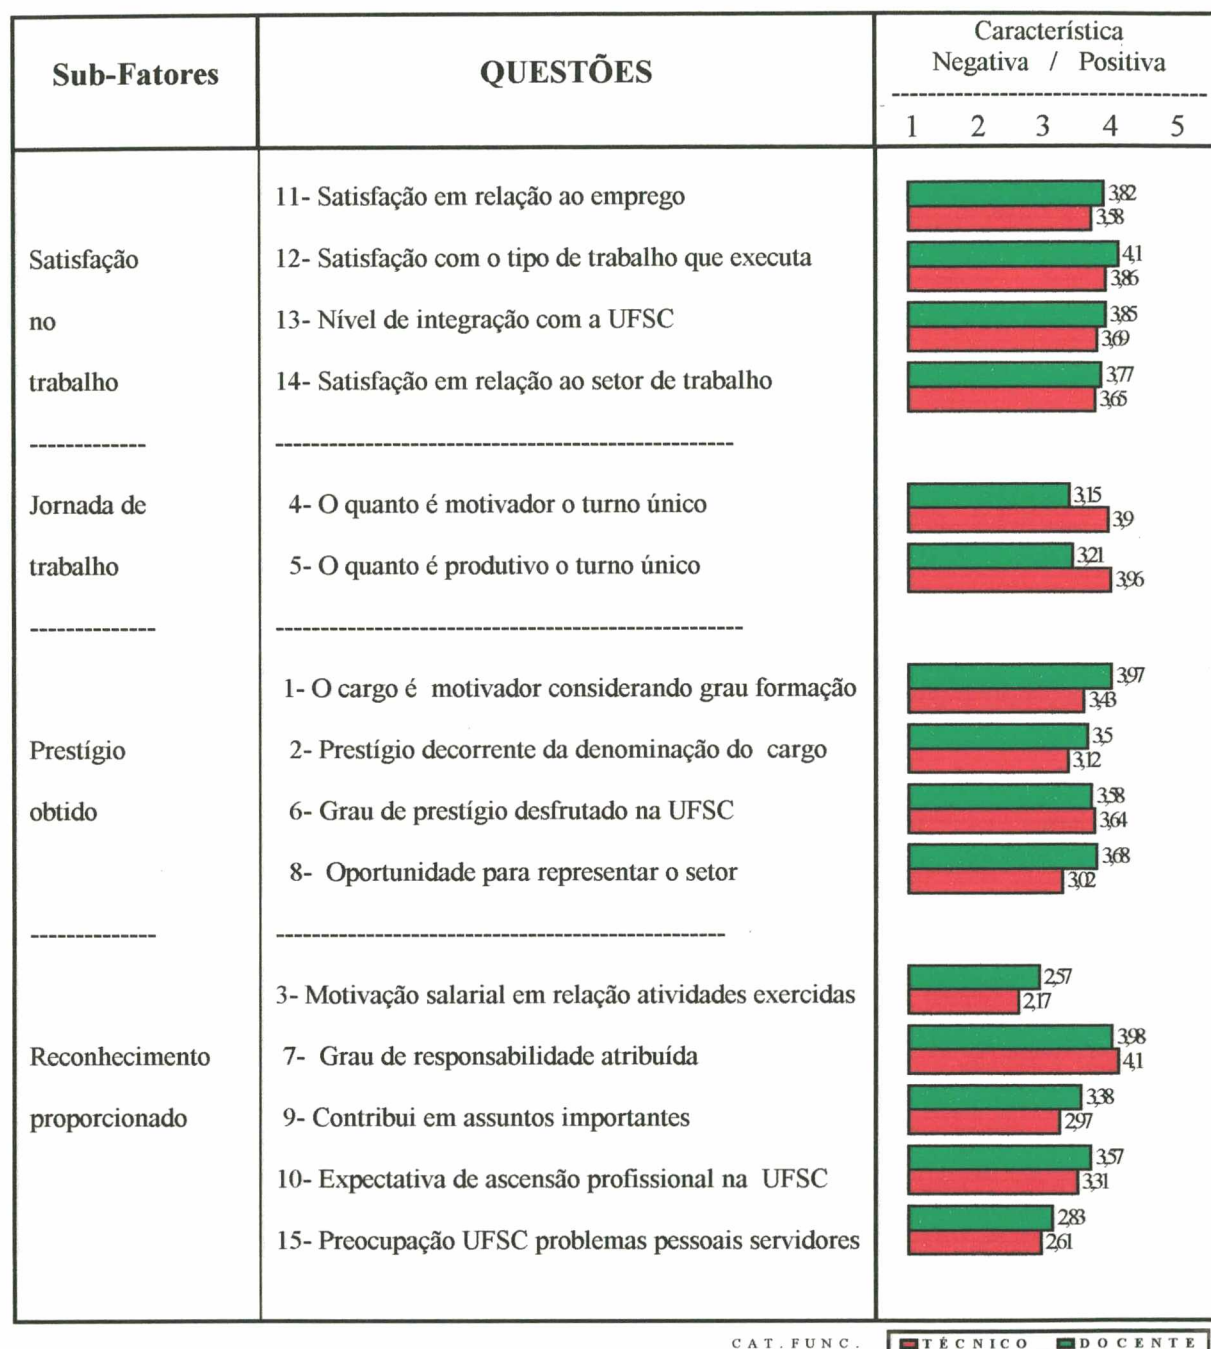 Sub-Fatores
QUESTÕES
Característica
Negativa / Positiva
---------------------------------
1 2 3 4 5
11- Satisfação em relação ao emprego
3,82
3,58
Satisfação
12- Satisfação com o tipo de trabalho que executa
4,1
3,86
no
13- Nível de integração com a UFSC
3,85
3,69
trabalho
14- Satisfação em relação ao setor de trabalho
3,77
3,65
------------- ---------------------------------------------------
Jornada de
4- O quanto é motivador o turno único
3,15
3,9
trabalho
5- O quanto é produtivo o turno único
3,21
3,96
-------------- ----------------------------------------------------
1- O cargo é motivador considerando grau formação
3,97
3,43
Prestígio
2- Prestígio decorrente da denominação do cargo
3,5
3,12
obtido
6- Grau de prestígio desfrutado na UFSC
3,58
3,64
8- Oportunidade para representar o setor
3,68
3,02
-------------- --------------------------------------------------
3- Motivação salarial em relação atividades exercidas
2,57
2,17
Reconhecimento
7- Grau de responsabilidade atribuída
3,98
4,1
proporcionado
9- Contribui em assuntos importantes
3,38
2,97
10- Expectativa de ascensão profissional na UFSC
3,57
3,31
15- Preocupação UFSC problemas pessoais servidores
2,83
2,61
CAT. FUNC. TÉCNICO DOCENTE